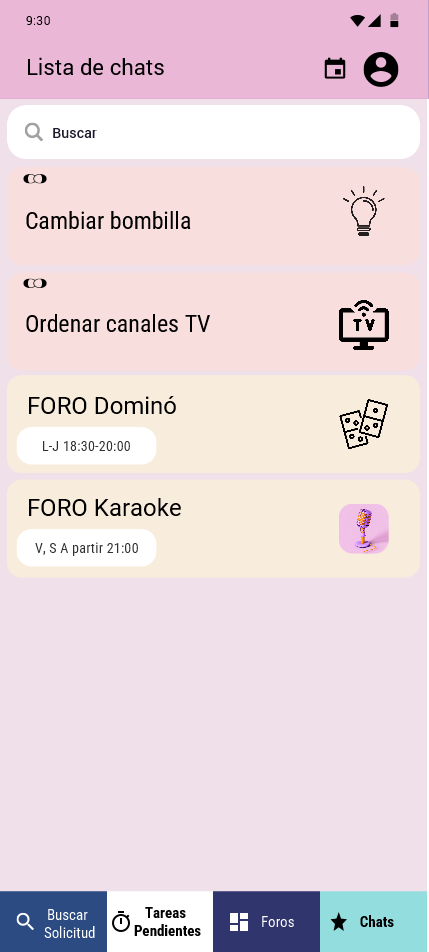 9:30
Lista de chats
Buscar
Cambiar bombilla
Ordenar canales TV
TV
FORO Dominó
L-J 18:30-20:00
FORO Karaoke
V, S A partir 21:00
Buscar
Solicitud
Tareas
Pendientes
Foros
Chats